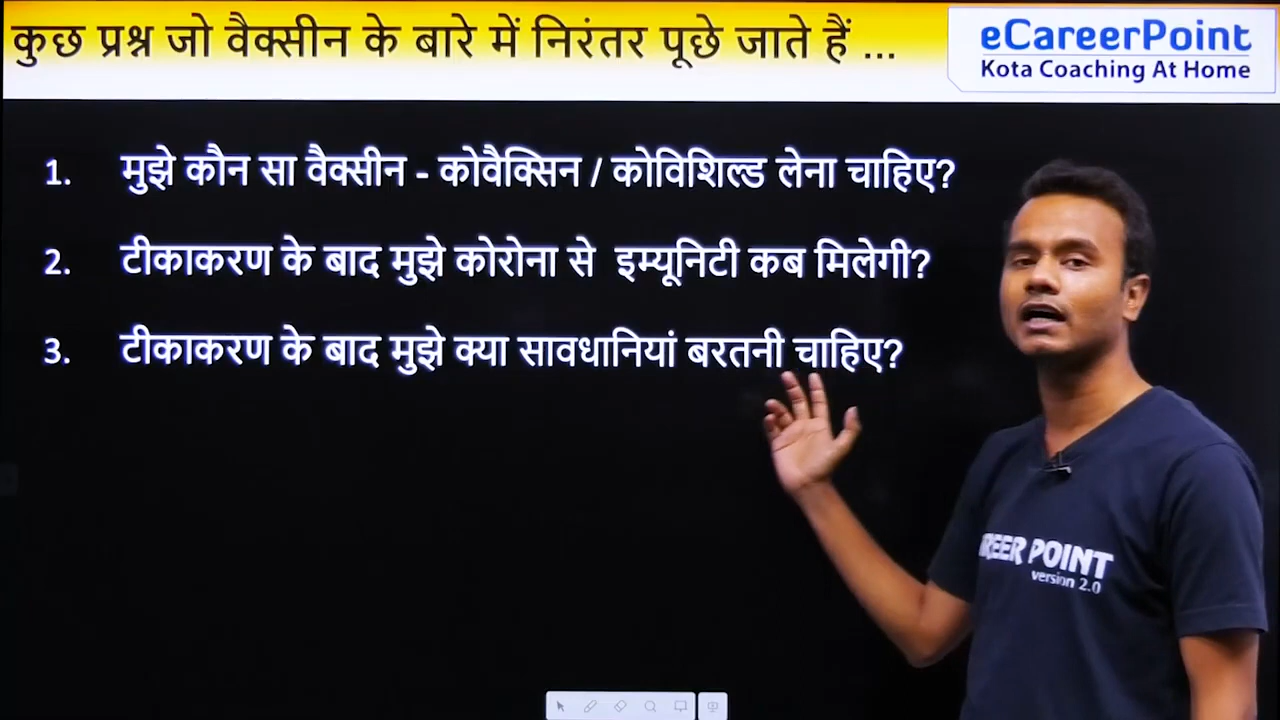 कुछ प्रश्न जो वैक्सीन के बारे में निरंतर पूछे जाते हैं ...
eCareerPoint
Kota Coaching At Home
1. मुझे कौन सा वैक्सीन - कोवैक्सिन / कोविशिल्ड लेना चाहिए?
2. टीकाकरण के बाद मुझे कोरोना से इम्यूनिटी कब मिलेगी?
3. टीकाकरण के बाद मुझे क्या सावधानियां बरतनी चाहिए?
REER POINT
version 2.0